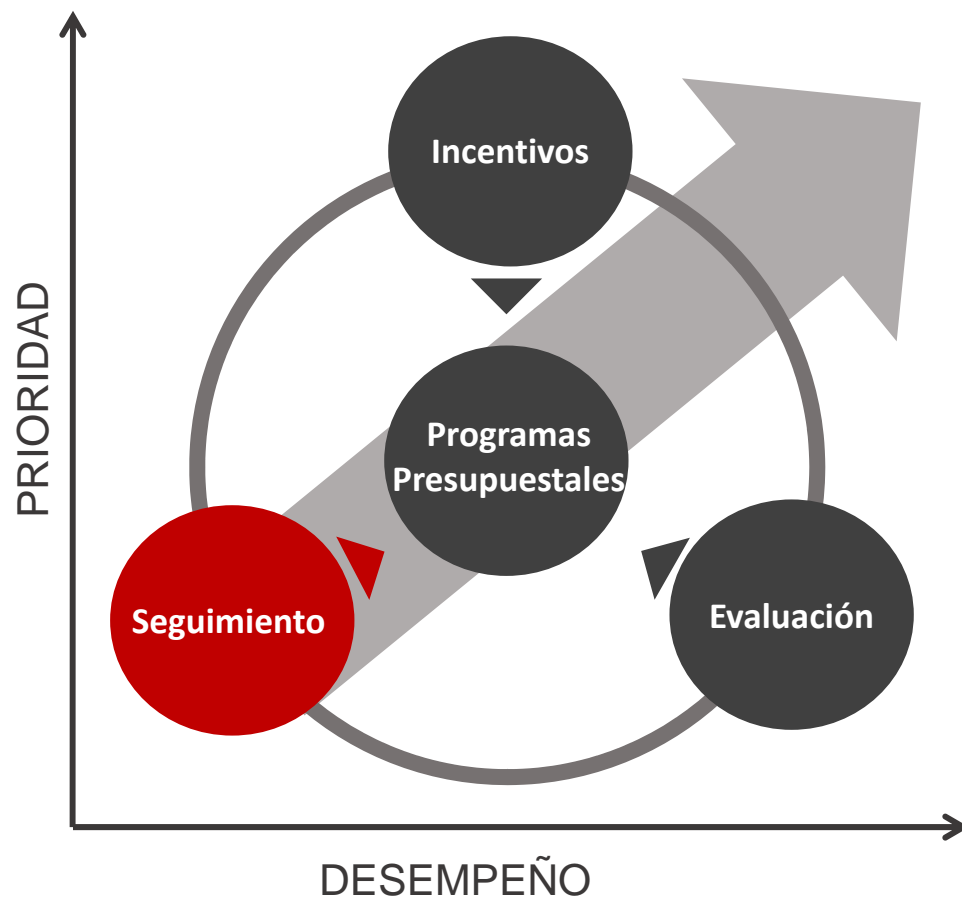 Incentivos
PRIORIDAD
Programas
Presupuestales
Seguimiento
Evaluación
DESEMPEÑO